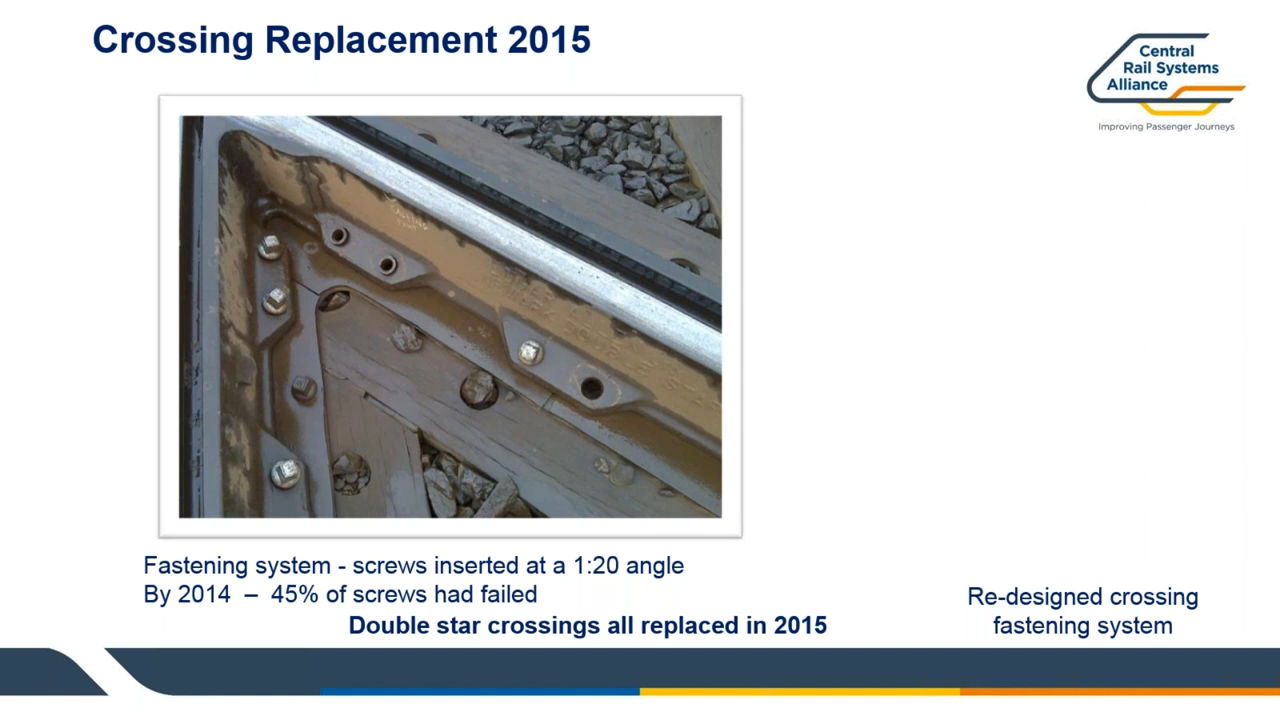 Crossing Replacement 2015
Central
Rail Systems
Alliance
Improving Passenger Journeys
Fastening system - screws inserted at a 1:20 angle
By 2014 – 45% of screws had failed
Double star crossings all replaced in 2015
Re-designed crossing
fastening system